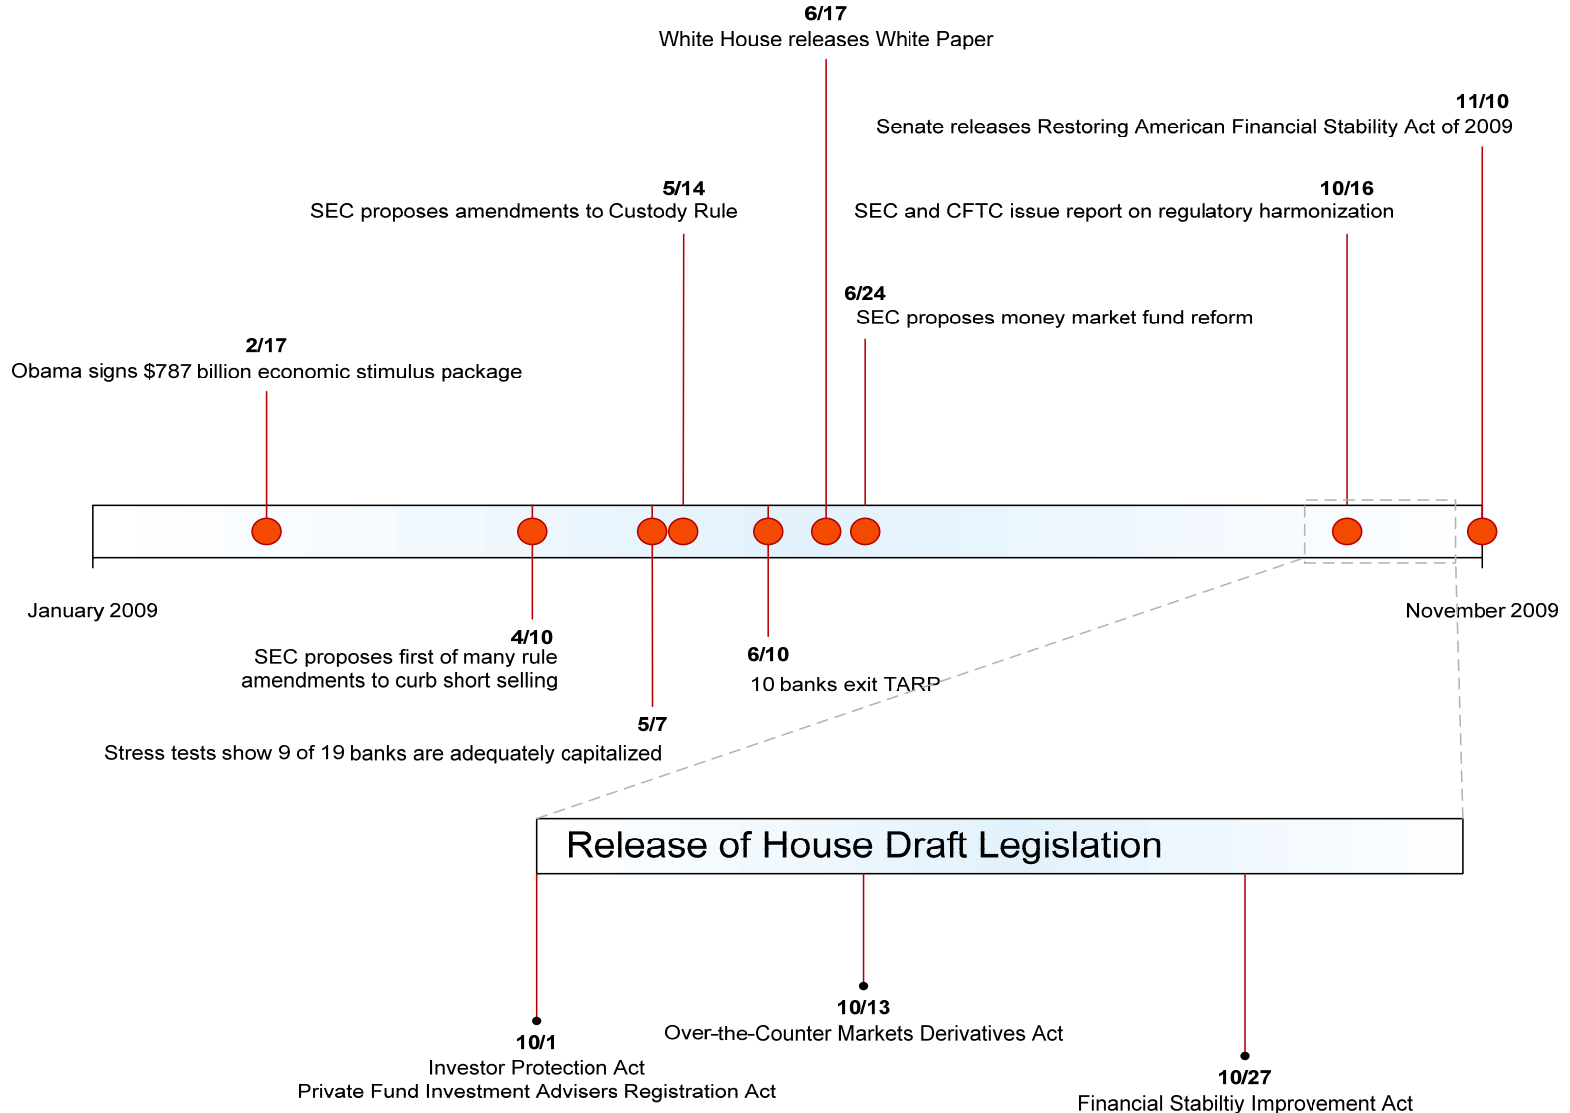 6/17
White House releases White Paper
11/10
Senate releases Restoring American Financial Stability Act of 2009
5/14
SEC proposes amendments to Custody Rule
10/16
SEC and CFTC issue report on regulatory harmonization
6/24
SEC proposes money market fund reform
2/17
Obama signs $787 billion economic stimulus package
January 2009
November 2009
4/10
SEC proposes first of many rule
amendments to curb short selling
6/10
10 banks exit TARP
5/7
Stress tests show 9 of 19 banks are adequately capitalized
Release of House Draft Legislation
10/1
Investor Protection Act
Private Fund Investment Advisers Registration Act
10/13
Over-the-Counter Markets Derivatives Act
10/27
Financial Stabiltiy Improvement Act